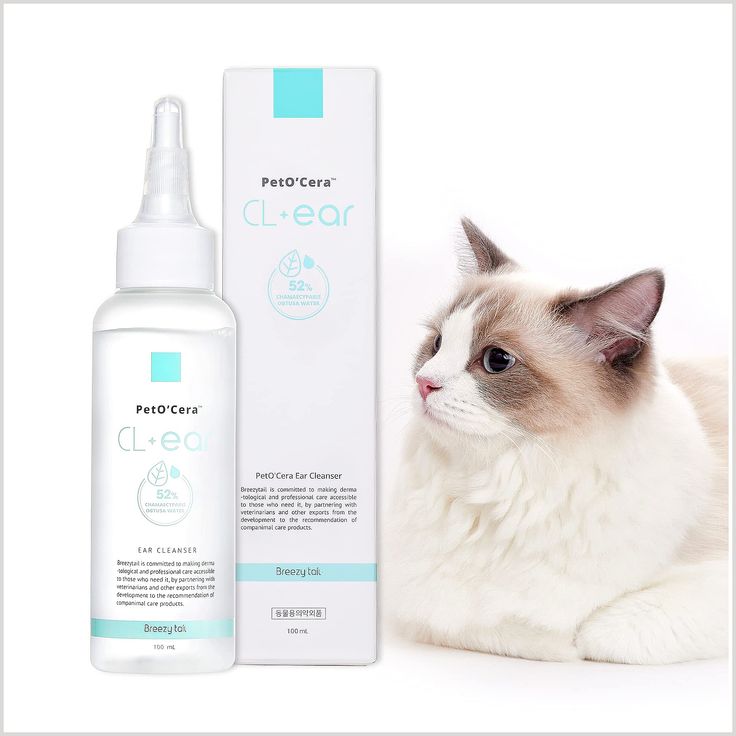 PetO'Cera™
CL+ear
52%
CHAMAECYPARIE
OBTUSA WATER
EAR CLEANSER
Breezytail is committed to making derma
-tological and professional care accessible
to those who need it, by partnering with
veterinarians and other exports from the
development to the recommendation of
companimal care products.
Breezy tail
100 mL
PetO'Cera™
CL+ear
52%
CHAMAECYPARIE
OBTUSA WATER
PetO'Cera Ear Cleanser
Breezytail is committed to making derma
-tological and professional care accessible
to those who need it, by partnering with
veterinarians and other exports from the
development to the recommendation of
companimal care products.
Breezy tail
동물용의약외품
100 mL